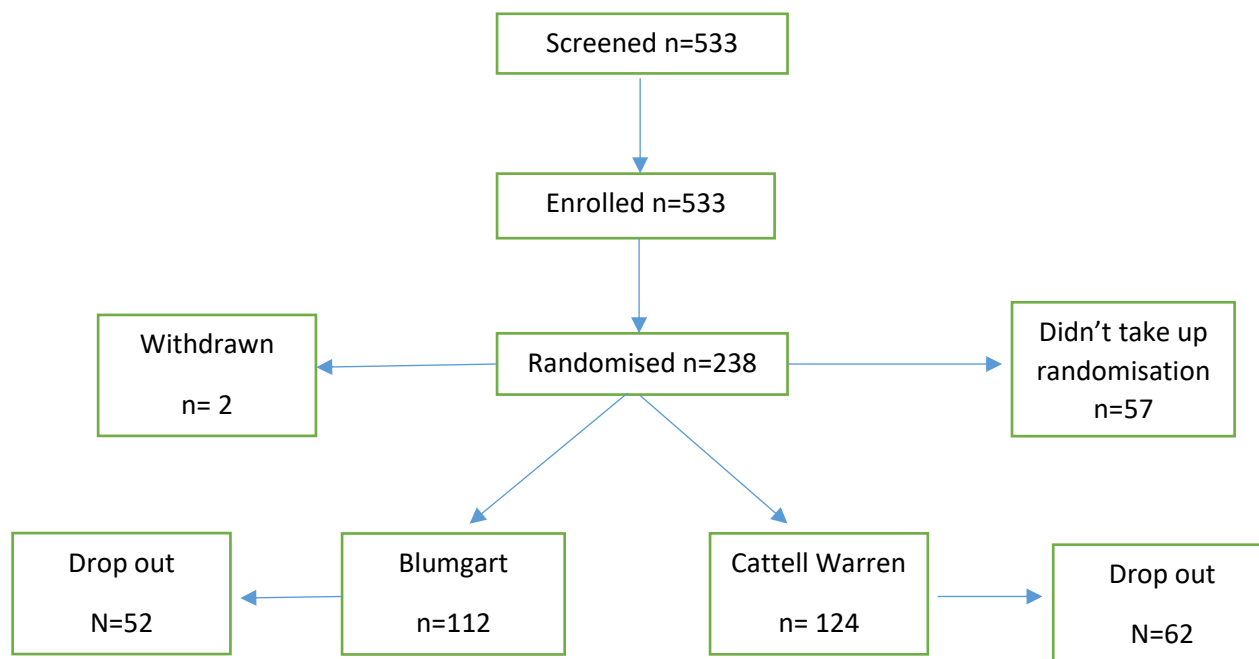 Screened n=533
Enrolled n=533
Withdrawn
n= 2
Randomised n=238
Didn’t take up
randomisation
n=57
Drop out
N=52
Blumgart
n=112
Cattell Warren
n= 124
Drop out
N=62